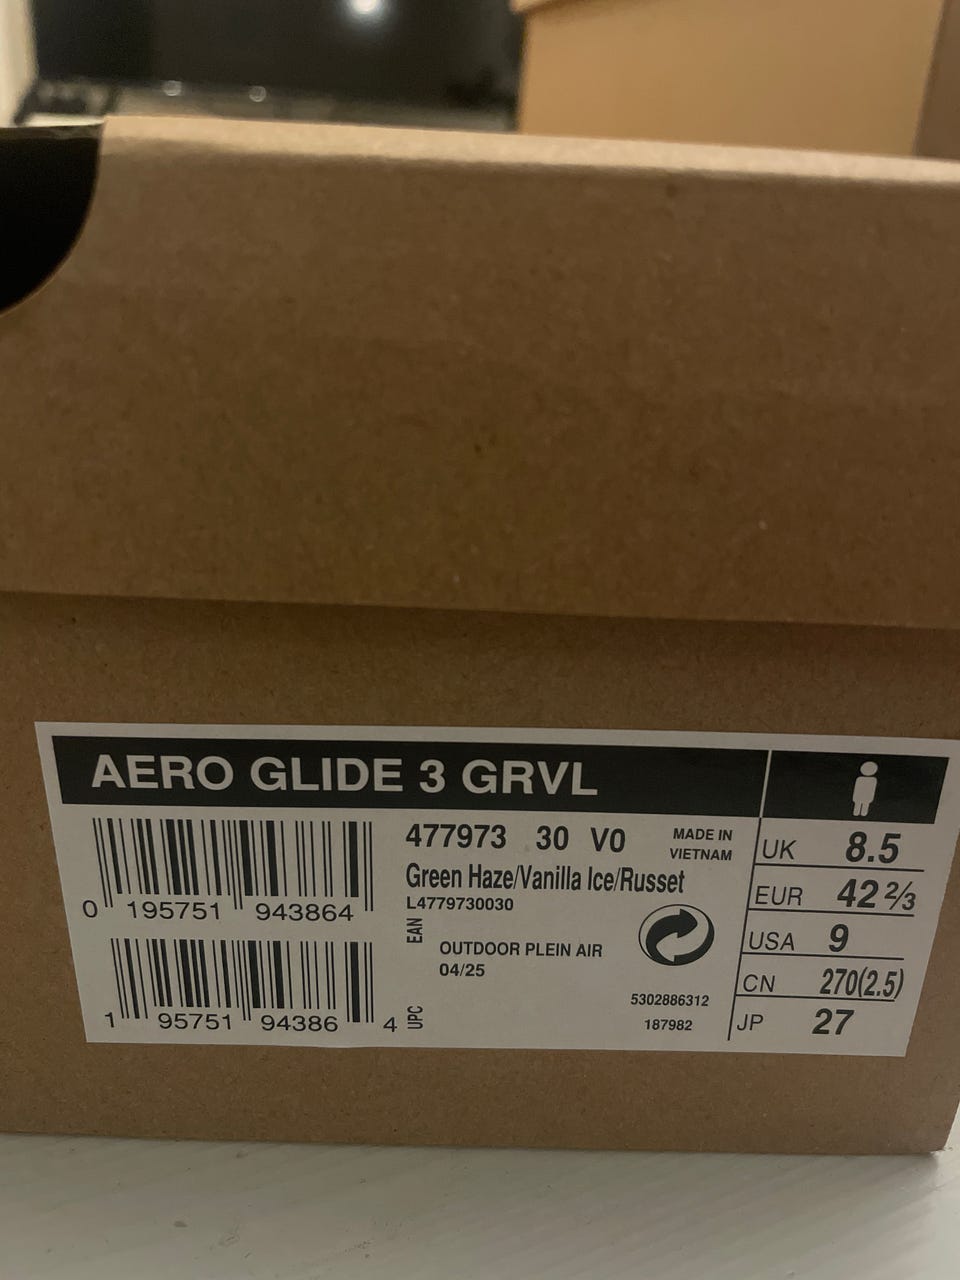 AERO GLIDE 3 GRVL
477973 30 V0
MADE IN
VIETNAM
Green Haze/Vanilla Ice/Russet
L4779730030
0 195751 943864
EAN
OUTDOOR PLEIN AIR
04/25
5302886312
187982
1 95751 94386 4
UPC
UK 8.5
EUR 42 2/3
USA 9
CN 270(2.5)
JP 27